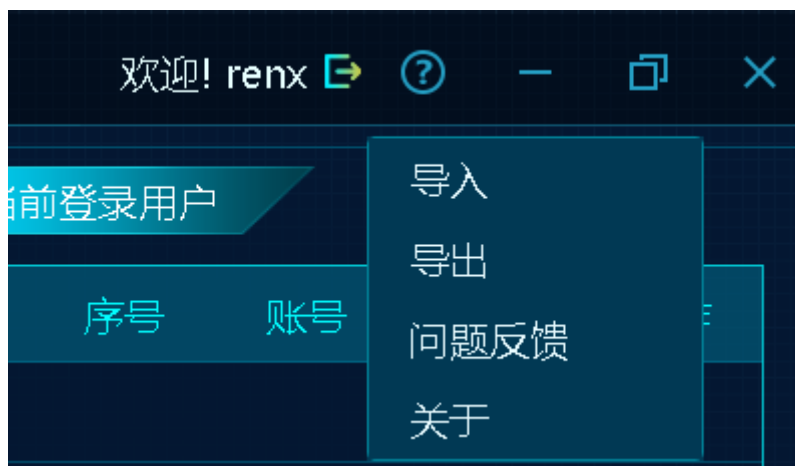 欢迎! renx
当前登录用户
序号 账号
导入
导出
问题反馈
关于